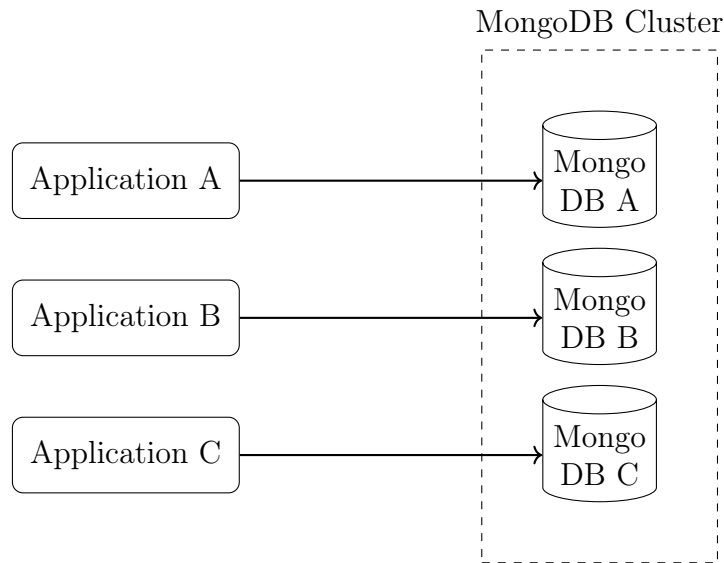 MongoDB Cluster
Application A
Mongo
DB A
Application B
Mongo
DB B
Application C
Mongo
DB C